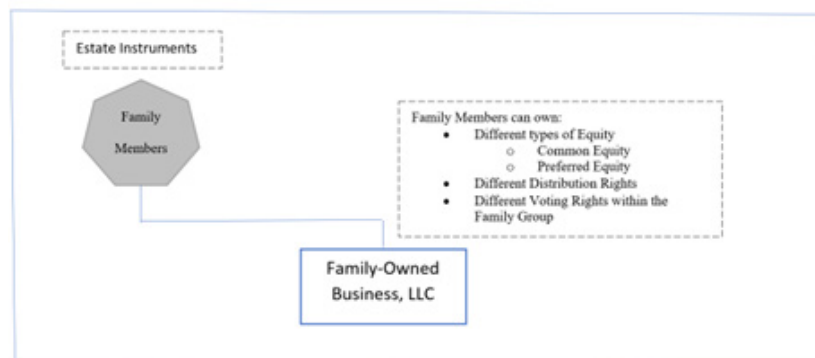 Estate Instruments
Family
Members
Family Members can own:
• Different types of Equity
o Common Equity
o Preferred Equity
• Different Distribution Rights
• Different Voting Rights within the
Family Group
Family-Owned
Business, LLC